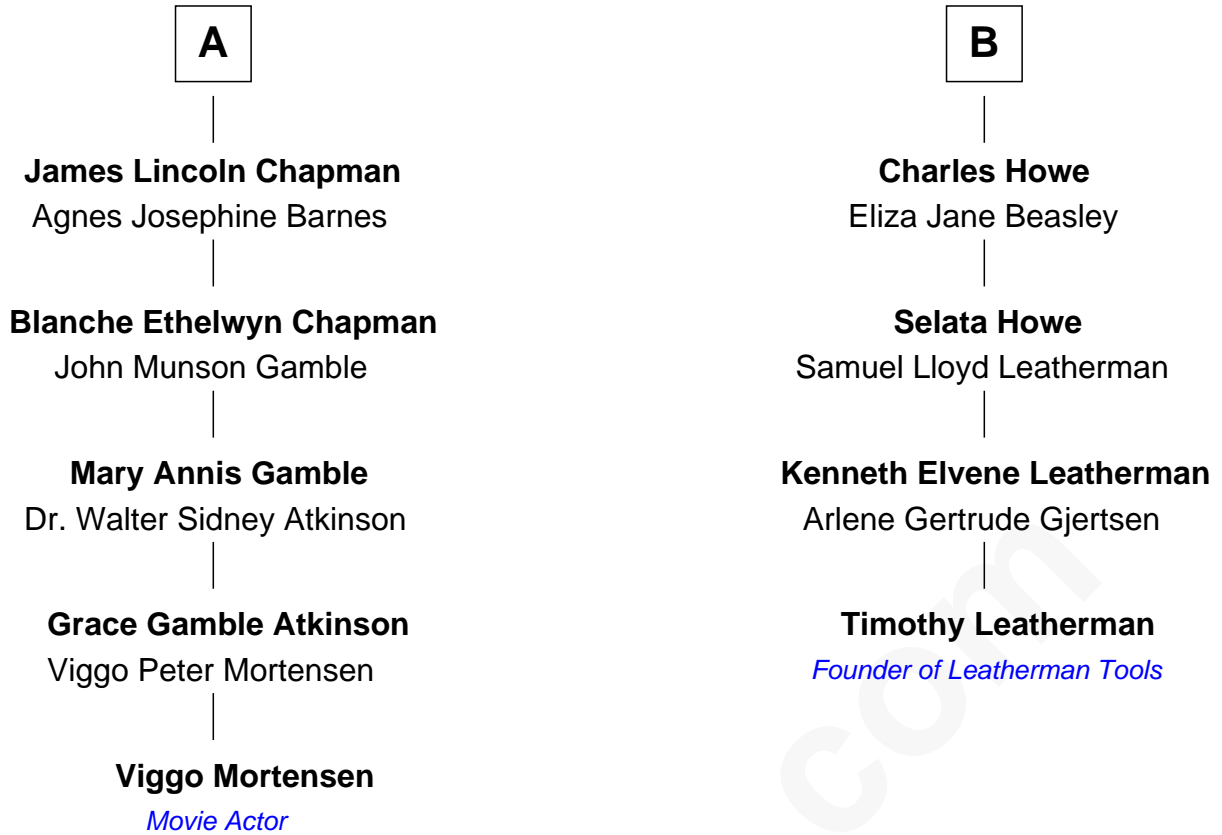 A
James Lincoln Chapman
Agnes Josephine Barnes
Blanche Ethelwyn Chapman
John Munson Gamble
Mary Annis Gamble
Dr. Walter Sidney Atkinson
Grace Gamble Atkinson
Viggo Peter Mortensen
Viggo Mortensen
Movie Actor
B
Charles Howe
Eliza Jane Beasley
Selata Howe
Samuel Lloyd Leatherman
Kenneth Elvene Leatherman
Arlene Gertrude Gjertsen
Timothy Leatherman
Founder of Leatherman Tools
com